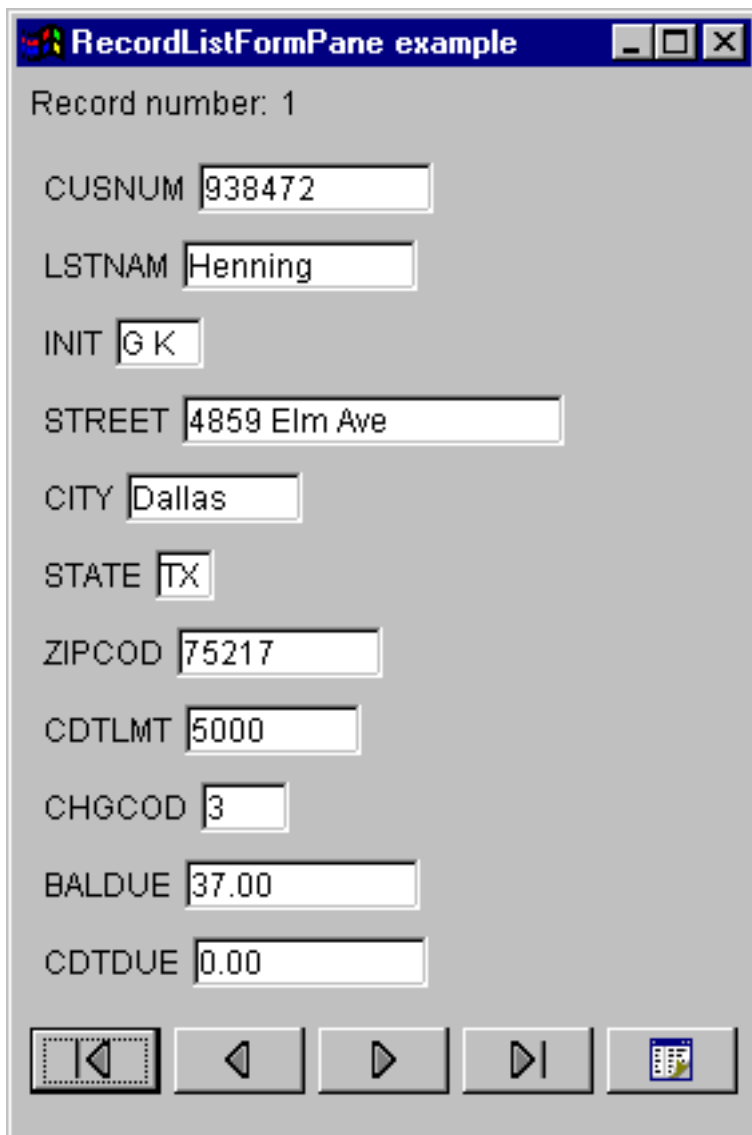 RecordListFormPane example
Record number: 1
CUSNUM 938472
LSTNAM Henning
INIT G K
STREET 4859 Elm Ave
CITY Dallas
STATE TX
ZIPCOD 75217
CDTLMT 5000
CHGCOD 3
BALDUE 37.00
CDTDUE 0.00